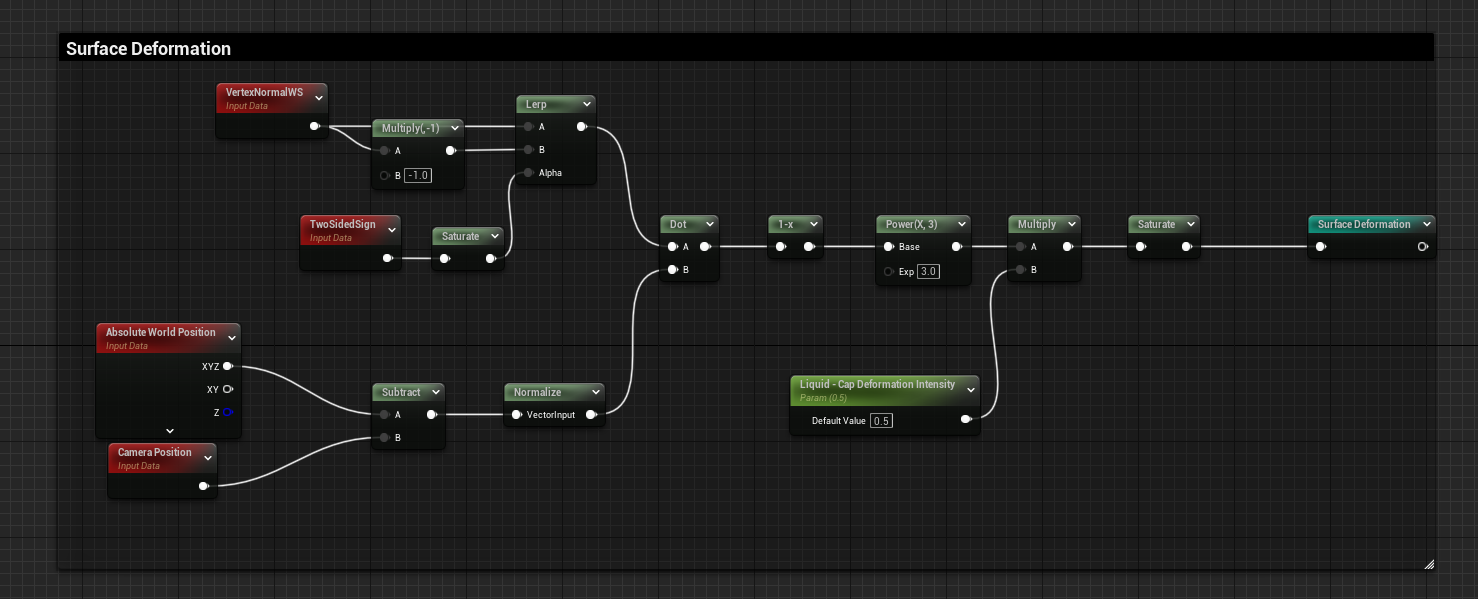 Surface Deformation
VertexNormalWS
Input Data
Multiply(,-1)
A
B -1.0
Lerp
A
B
Alpha
TwoSidedSign
Input Data
Saturate
Dot
A
B
1-x
Power(X, 3)
Base
Exp 3.0
Multiply
A
B
Saturate
Surface Deformation
Absolute World Position
Input Data
XYZ
XY
Z
Camera Position
Input Data
Subtract
A
B
Normalize
VectorInput
Liquid - Cap Deformation Intensity
Param (0.5)
Default Value 0.5